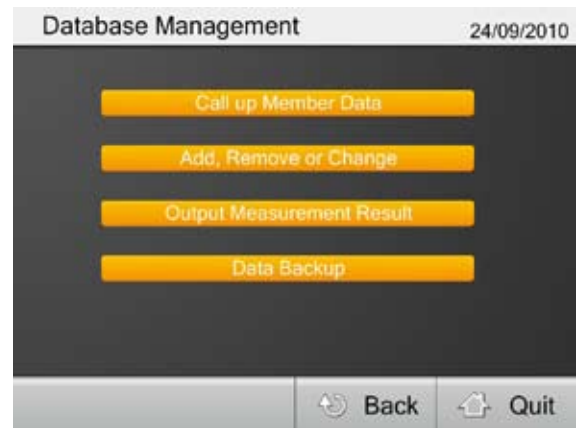 Database Management
24/09/2010
Call up Member Data
Add, Remove or Change
Output Measurement Result
Data Backup
Back
Quit